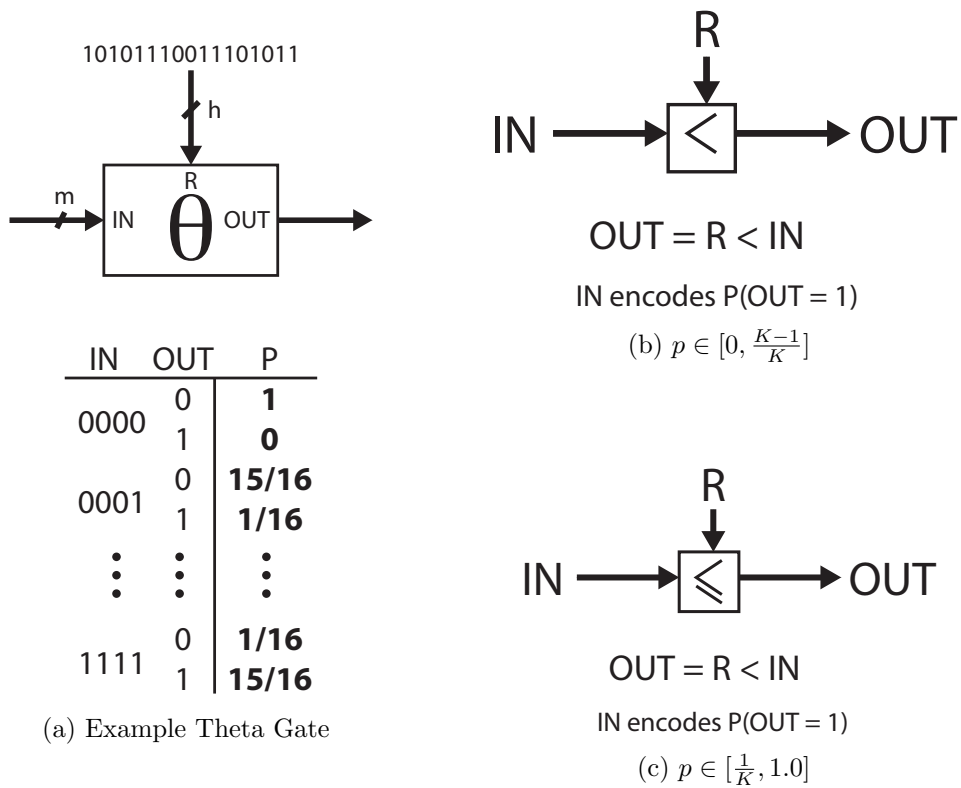 10101110011101011
h
m
R
IN θ OUT
IN OUT P
0000 0 1
1 0
0001 0 15/16
1 1/16
1111 0 1/16
1 15/16
(a) Example Theta Gate
R
IN < OUT
OUT = R < IN
IN encodes P(OUT = 1)
(b) p ∈ [0, \frac{K-1}{K}]
R
IN ≤ OUT
OUT = R < IN
IN encodes P(OUT = 1)
(c) p ∈ [\frac{1}{K}, 1.0]